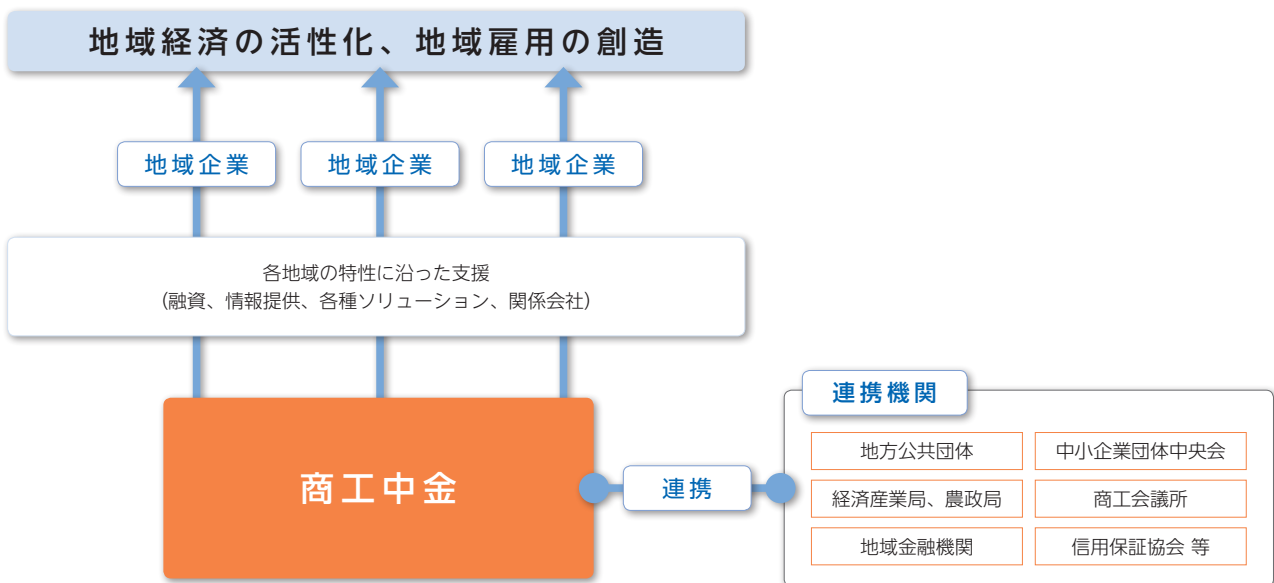 地域経済の活性化、地域雇用の創造
地域企業
地域企業
地域企業
各地域の特性に沿った支援
（融資、情報提供、各種ソリューション、関係会社）
商工中金
連携
連携機関
地方公共団体
中小企業団体中央会
経済産業局、農政局
商工会議所
地域金融機関
信用保証協会 等